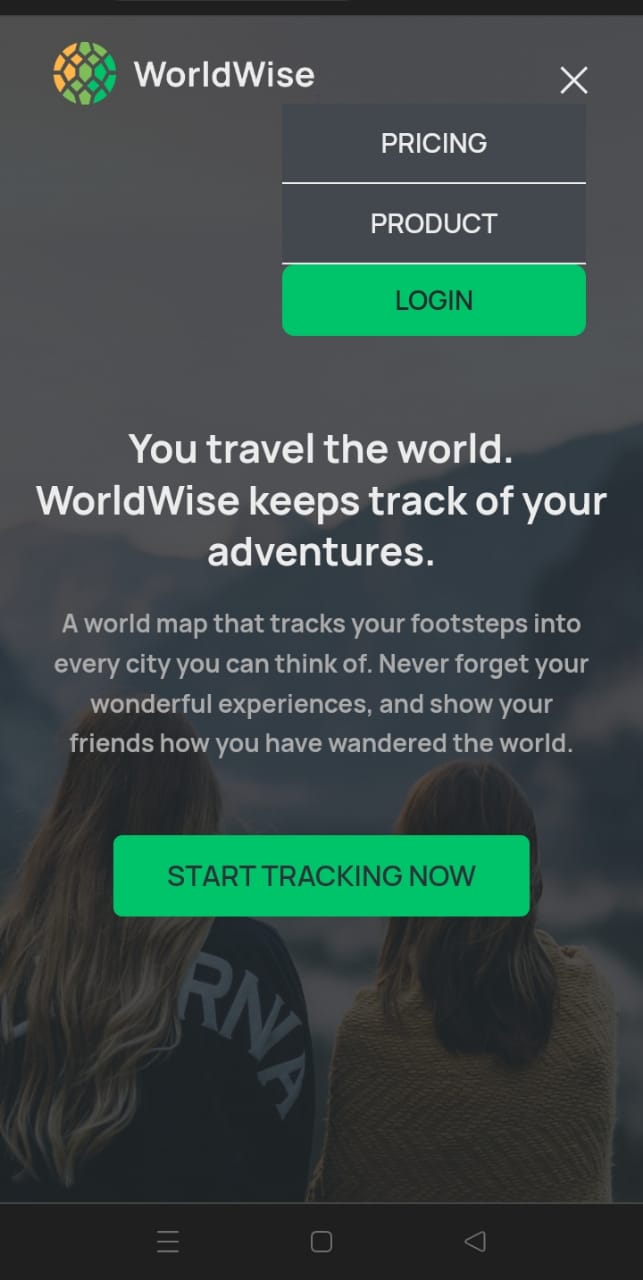 WorldWise
PRICING
PRODUCT
LOGIN
You travel the world.
WorldWise keeps track of your
adventures.
A world map that tracks your footsteps into
every city you can think of. Never forget your
wonderful experiences, and show your
friends how you have wandered the world.
START TRACKING NOW
RNIA